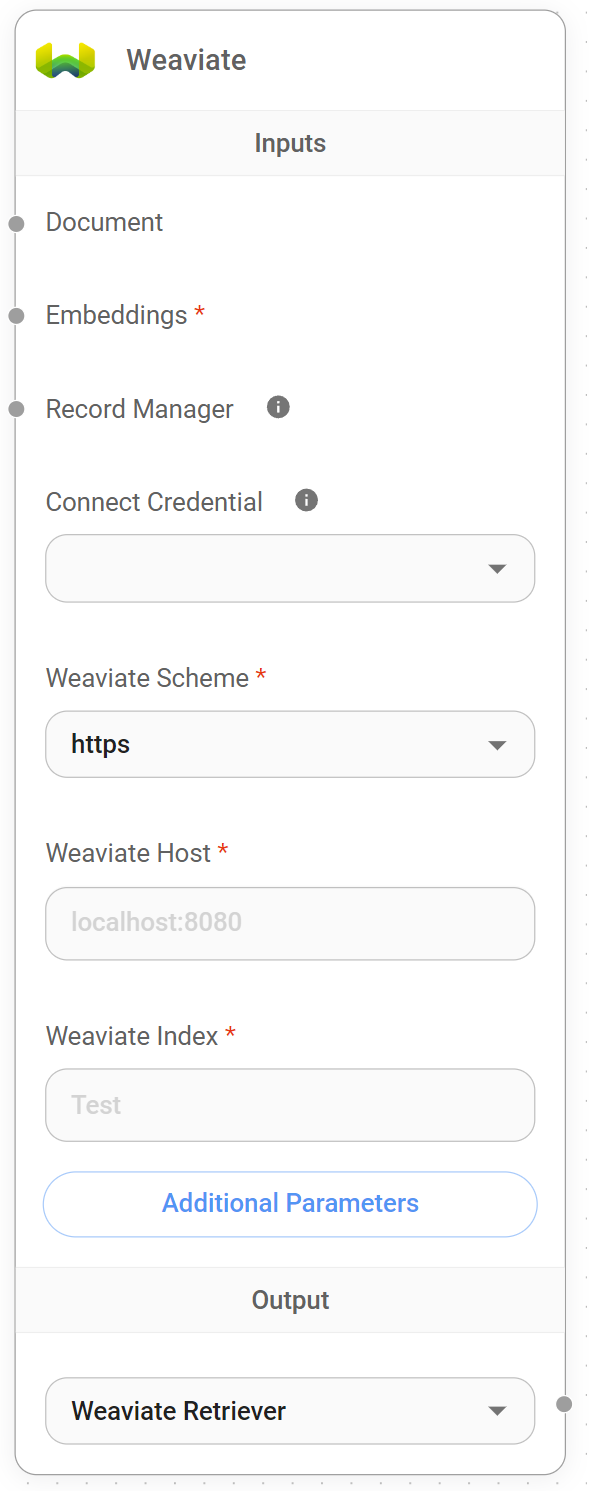 Weaviate
Inputs
Document
Embeddings *
Record Manager
Connect Credential
Weaviate Scheme *
https
Weaviate Host *
localhost:8080
Weaviate Index *
Test
Additional Parameters
Output
Weaviate Retriever